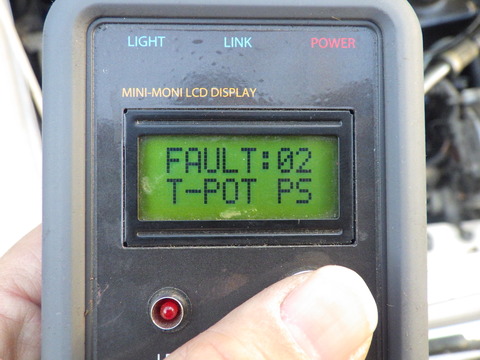 LIGHT LINK POWER
MINI-MONI LCD DISPLAY
FAULT:02
T-POT PS